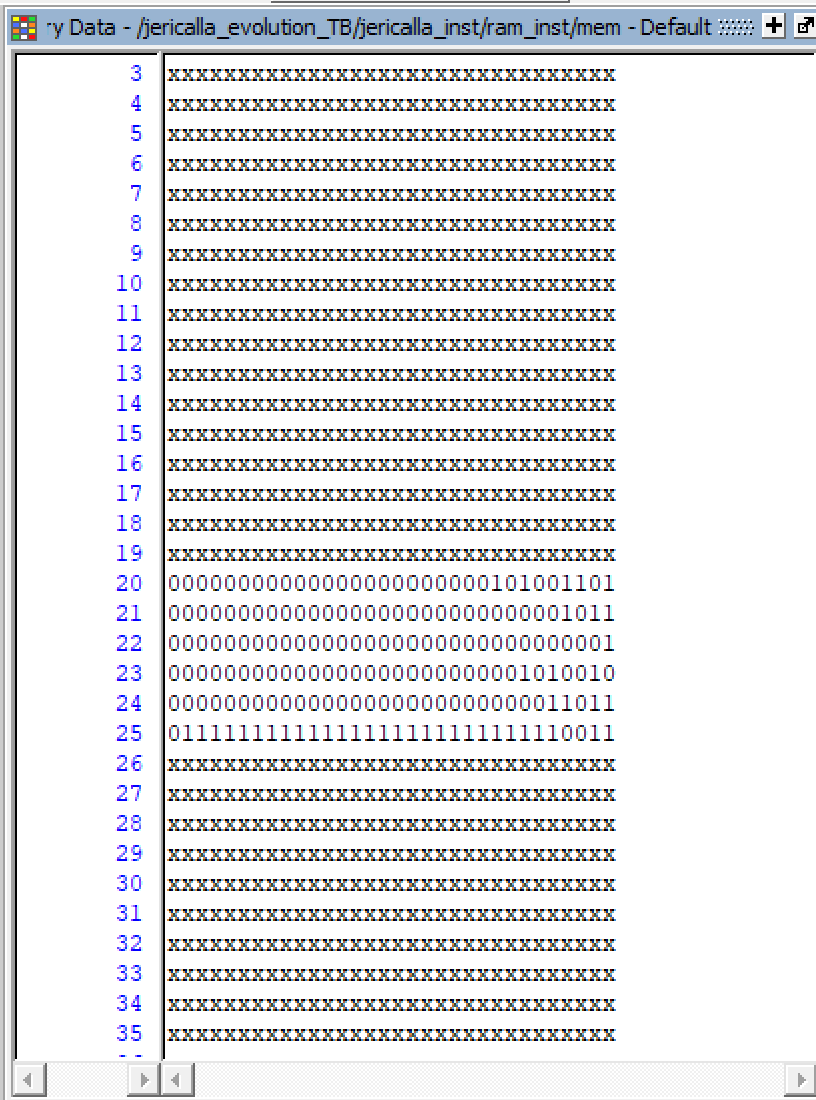 ry Data - /jericalla_evolution_TB/jericalla_inst/ram_inst/mem - Default
3 xxxxxxxxxxxxxxxxxxxxxxxxxxxxxxxx
4 xxxxxxxxxxxxxxxxxxxxxxxxxxxxxxxx
5 xxxxxxxxxxxxxxxxxxxxxxxxxxxxxxxx
6 xxxxxxxxxxxxxxxxxxxxxxxxxxxxxxxx
7 xxxxxxxxxxxxxxxxxxxxxxxxxxxxxxxx
8 xxxxxxxxxxxxxxxxxxxxxxxxxxxxxxxx
9 xxxxxxxxxxxxxxxxxxxxxxxxxxxxxxxx
10 xxxxxxxxxxxxxxxxxxxxxxxxxxxxxxxx
11 xxxxxxxxxxxxxxxxxxxxxxxxxxxxxxxx
12 xxxxxxxxxxxxxxxxxxxxxxxxxxxxxxxx
13 xxxxxxxxxxxxxxxxxxxxxxxxxxxxxxxx
14 xxxxxxxxxxxxxxxxxxxxxxxxxxxxxxxx
15 xxxxxxxxxxxxxxxxxxxxxxxxxxxxxxxx
16 xxxxxxxxxxxxxxxxxxxxxxxxxxxxxxxx
17 xxxxxxxxxxxxxxxxxxxxxxxxxxxxxxxx
18 xxxxxxxxxxxxxxxxxxxxxxxxxxxxxxxx
19 xxxxxxxxxxxxxxxxxxxxxxxxxxxxxxxx
20 00000000000000000000000101001101
21 00000000000000000000000000001011
22 00000000000000000000000000000001
23 00000000000000000000000001010010
24 00000000000000000000000000011011
25 01111111111111111111111111110011
26 xxxxxxxxxxxxxxxxxxxxxxxxxxxxxxxx
27 xxxxxxxxxxxxxxxxxxxxxxxxxxxxxxxx
28 xxxxxxxxxxxxxxxxxxxxxxxxxxxxxxxx
29 xxxxxxxxxxxxxxxxxxxxxxxxxxxxxxxx
30 xxxxxxxxxxxxxxxxxxxxxxxxxxxxxxxx
31 xxxxxxxxxxxxxxxxxxxxxxxxxxxxxxxx
32 xxxxxxxxxxxxxxxxxxxxxxxxxxxxxxxx
33 xxxxxxxxxxxxxxxxxxxxxxxxxxxxxxxx
34 xxxxxxxxxxxxxxxxxxxxxxxxxxxxxxxx
35 xxxxxxxxxxxxxxxxxxxxxxxxxxxxxxxx